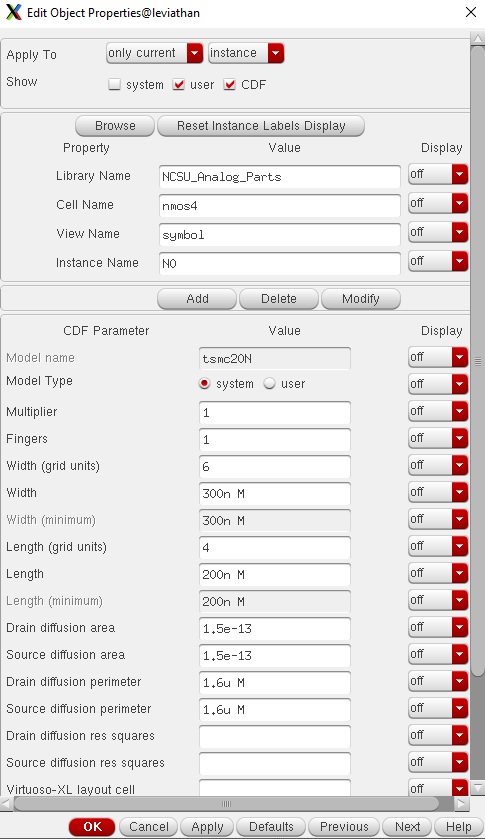 Edit Object Properties@leviathan
Apply To only current instance
Show system user CDF
Browse Reset Instance Labels Display
Property Value Display
Library Name NCSU_Analog_Parts off
Cell Name nmos4 off
View Name symbol off
Instance Name N0 off
Add Delete Modify
CDF Parameter Value Display
Model name tsmc20N off
Model Type system user off
Multiplier 1 off
Fingers 1 off
Width (grid units) 6 off
Width 300n M off
Width (minimum) 300n M off
Length (grid units) 4 off
Length 200n M off
Length (minimum) 200n M off
Drain diffusion area 1.5e-13 off
Source diffusion area 1.5e-13 off
Drain diffusion perimeter 1.6u M off
Source diffusion perimeter 1.6u M off
Drain diffusion res squares off
Source diffusion res squares off
Virtuoso-XL layout cell off
OK Cancel Apply Defaults Previous Next Help